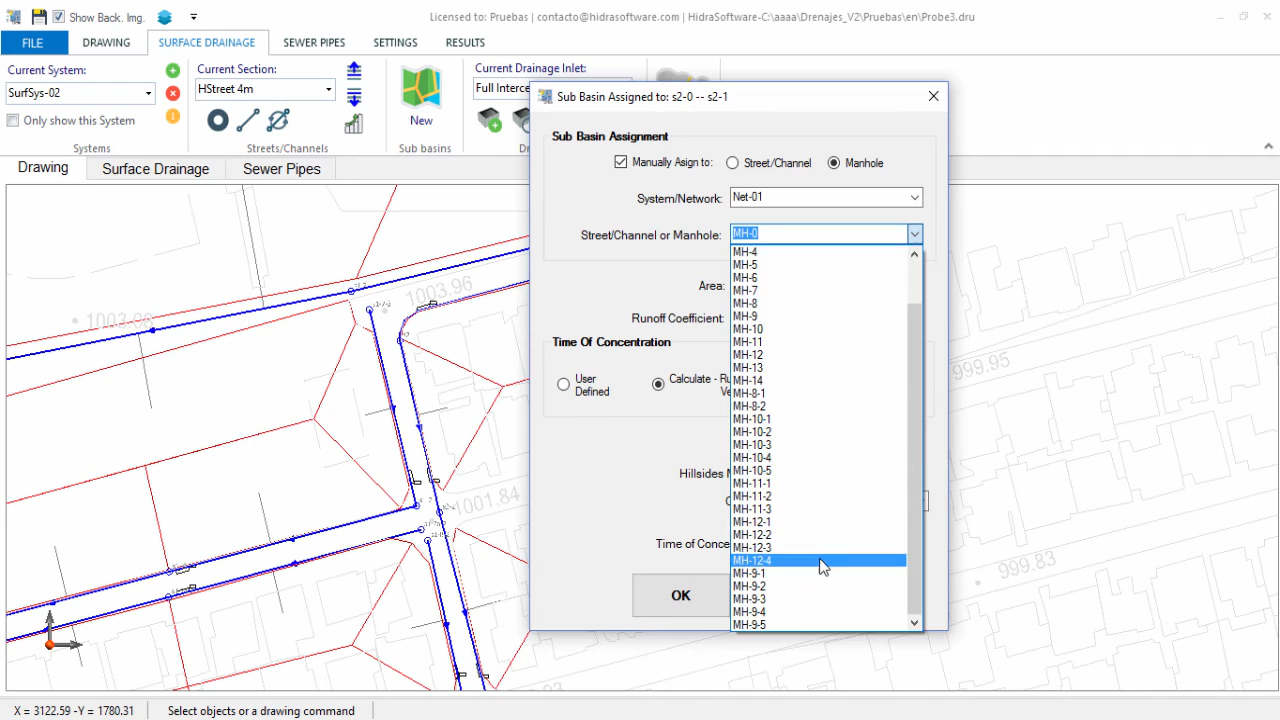 Show Back. Img.
Licensed to: Pruebas | contacto@hidrasoftware.com | HidraSoftware-C:\aaaa\Drenajes_V2\Pruebas\en\Probe3.dru
FILE DRAWING SURFACE DRAINAGE SEWER PIPES SETTINGS RESULTS
Current System:
SurfSys-02
Only show this System
Systems
Current Section:
HStreet 4m
Streets/Channels
New
Sub basins
Current Drainage Inlet:
Full Interce
Drawing Surface Drainage Sewer Pipes
Sub Basin Assigned to: s2-0 -- s2-1
Sub Basin Assignment
Manually Asign to: Street/Channel Manhole
System/Network: Net-01
Street/Channel or Manhole: MH-0
MH-4
MH-5
MH-6
MH-7
MH-8
MH-9
MH-10
MH-11
MH-12
MH-13
MH-14
MH-8-1
MH-8-2
MH-10-1
MH-10-2
MH-10-3
MH-10-4
MH-10-5
MH-11-1
MH-11-2
MH-11-3
MH-12-1
MH-12-2
MH-12-3
MH-12-4
MH-9-1
MH-9-2
MH-9-3
MH-9-4
MH-9-5
Area:
Runoff Coefficient:
Time Of Concentration
User
Defined
Calculate - Ru
Ve
Hillsides
Time of Conce
OK
1003.96
1003.08
1001.84
999.95
999.83
X = 3122.59 -Y = 1780.31
Select objects or a drawing command